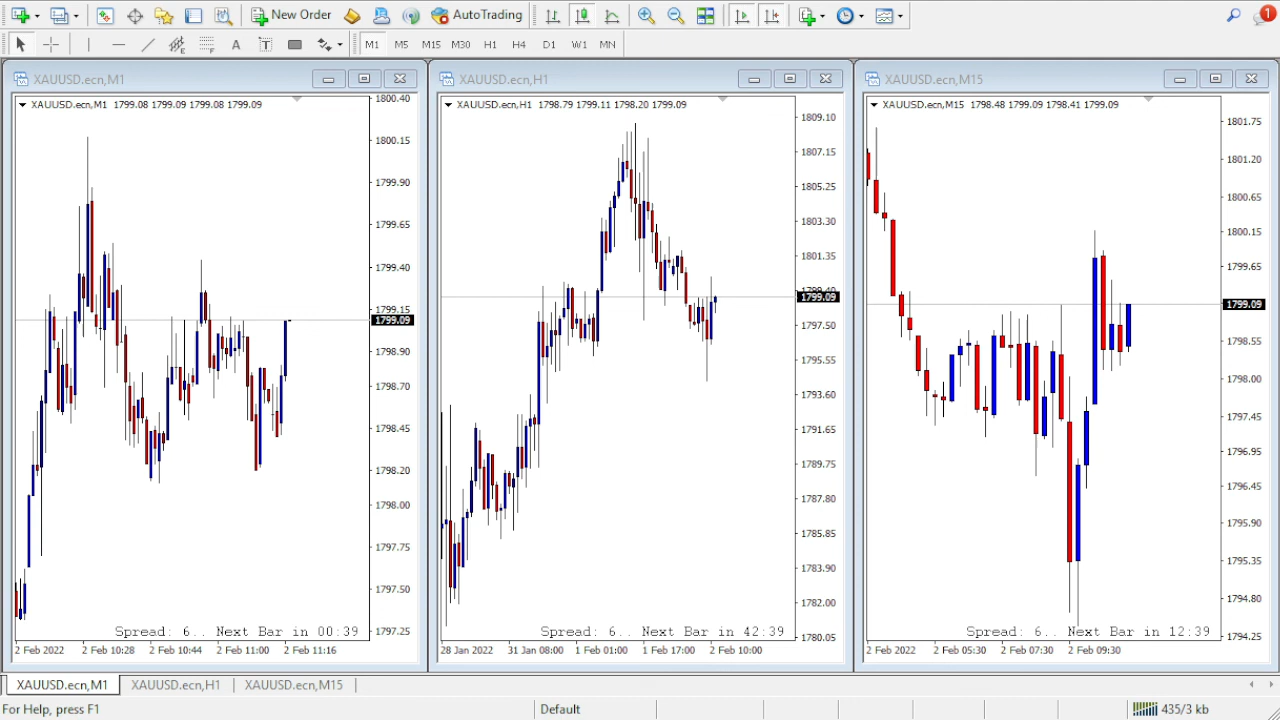 New Order
AutoTrading
1
A
T
M1 M5 M15 M30 H1 H4 D1 W1 MN
XAUUSD.ecn,M1
XAUUSD.ecn,M1 1799.08 1799.09 1799.08 1799.09
1800.40
1800.15
1799.90
1799.65
1799.40
1799.15
1799.09
1798.90
1798.70
1798.45
1798.20
1798.00
1797.75
1797.50
1797.25
Spread: 6.. Next Bar in 00:39
2 Feb 2022 2 Feb 10:28 2 Feb 10:44 2 Feb 11:00 2 Feb 11:16
XAUUSD.ecn,H1
XAUUSD.ecn,H1 1798.79 1799.11 1798.20 1799.09
1809.10
1807.15
1805.25
1803.30
1801.35
1799.40
1799.09
1797.50
1795.55
1793.60
1791.65
1789.75
1787.80
1785.85
1783.90
1782.00
1780.05
Spread: 6.. Next Bar in 42:39
28 Jan 2022 31 Jan 08:00 1 Feb 01:00 1 Feb 17:00 2 Feb 10:00
XAUUSD.ecn,M15
XAUUSD.ecn,M15 1798.48 1799.09 1798.41 1799.09
1801.75
1801.20
1800.65
1800.15
1799.65
1799.09
1798.55
1798.00
1797.45
1796.95
1796.45
1795.90
1795.35
1794.80
1794.25
Spread: 6.. Next Bar in 12:39
2 Feb 2022 2 Feb 05:30 2 Feb 07:30 2 Feb 09:30
XAUUSD.ecn,M1 XAUUSD.ecn,H1 XAUUSD.ecn,M15
For Help, press F1 Default 435/3 kb